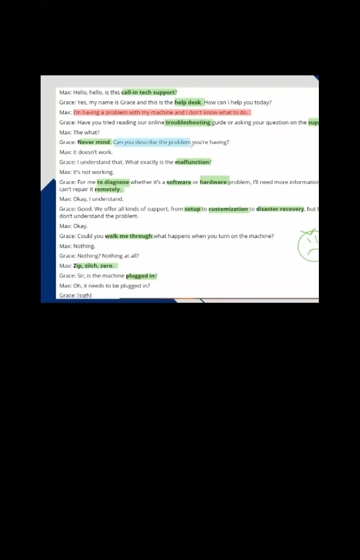 Max: Hello, hello, Is this call-in tech support?
Grace: Yes, my name is Grace and this is the help desk. How can I help you today?
Max: I'm having a problem with my machine and I don't know what to do.
Grace: Have you tried reading our online troubleshooting guide or asking your question on the sup
Max: The what?
Grace: Never mind. Can you describe the problem you're having?
Max: It doesn't work.
Grace: I understand that. What exactly is the malfunction?
Max: It's not working.
Grace: For me to diagnose whether it's a software or hardware problem, I'll need more information
can't repair it remotely.
Max: Okay, I understand.
Grace: Good. We offer all kinds of support, from setup to customization to disaster recovery, but
don't understand the problem.
Max: Okay.
Grace: Could you walk me through what happens when you turn on the machine?
Max: Nothing.
Grace: Nothing? Nothing at all?
Max: Zip, zilch, zero.
Grace: Sir, is the machine plugged in?
Max: Oh, it needs to be plugged in?
Grace: [sigh]